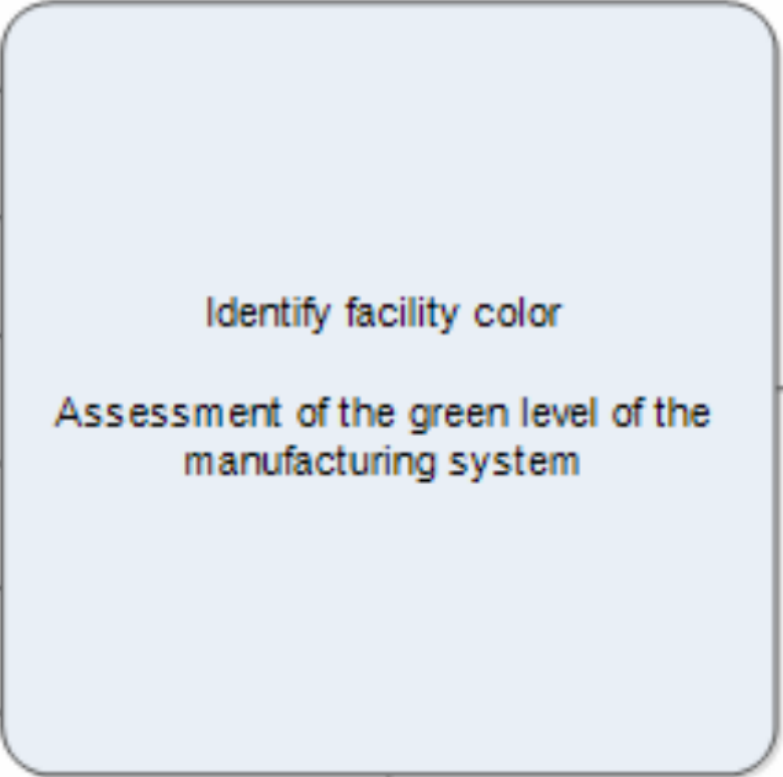 Identify facility color
Assessment of the green level of the
manufacturing system